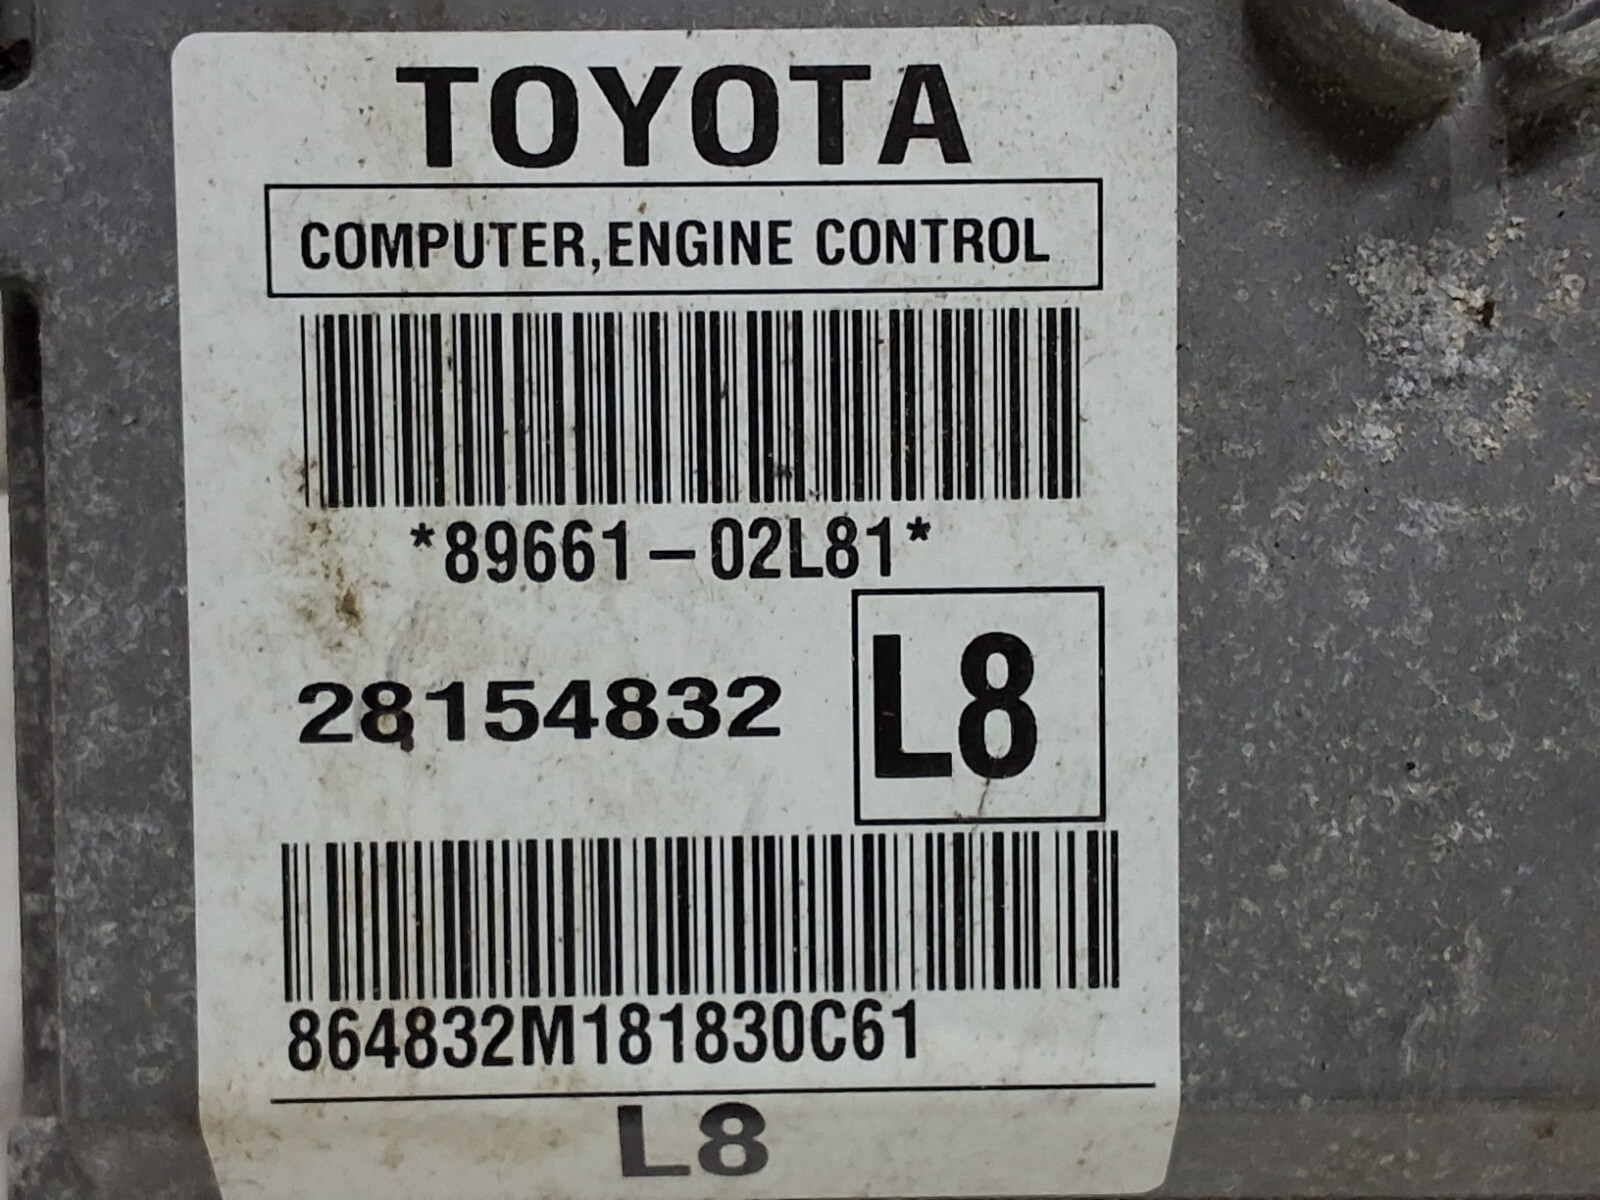 TOYOTA
COMPUTER,ENGINE CONTROL
*89661-02L81*
28154832
L8
864832M181830C61
L8